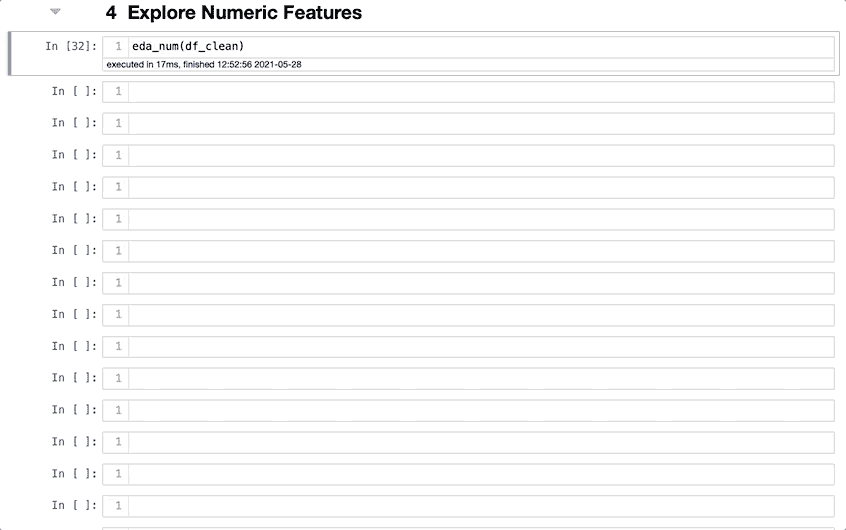 4 Explore Numeric Features
In [32]: 1 eda_num(df_clean)
executed in 17ms, finished 12:52:56 2021-05-28
In [ ]: 1
In [ ]: 1
In [ ]: 1
In [ ]: 1
In [ ]: 1
In [ ]: 1
In [ ]: 1
In [ ]: 1
In [ ]: 1
In [ ]: 1
In [ ]: 1
In [ ]: 1
In [ ]: 1
In [ ]: 1